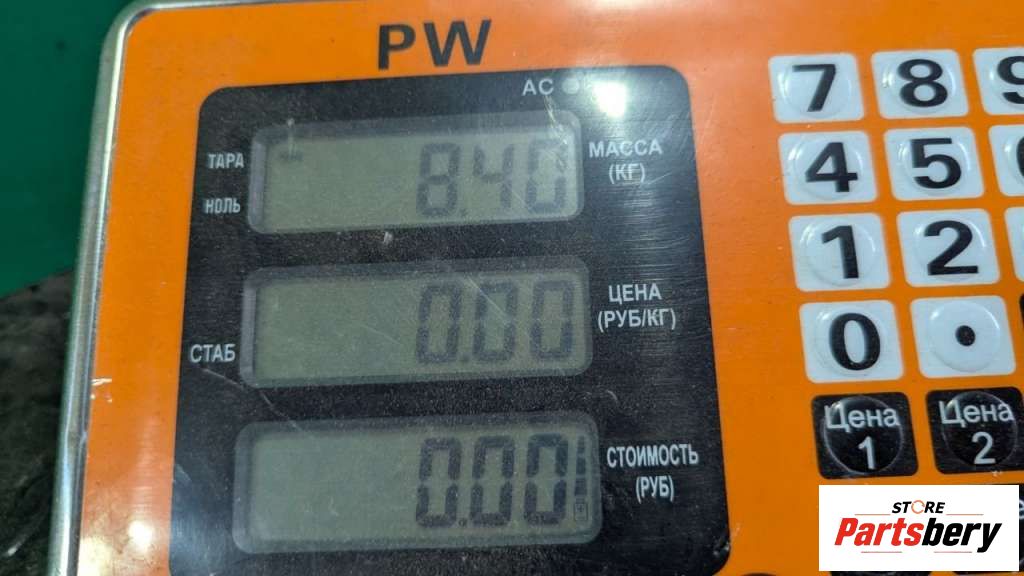 PW
AC
ТАРА
8.40
МАССА
(КГ)
НОЛЬ
0.00
ЦЕНА
(РУБ/КГ)
СТАБ
0.00
СТОИМОСТЬ
(РУБ)
7 8 9
4 5
1 2
0 •
Цена 1
Цена 2
STORE
Partsbery